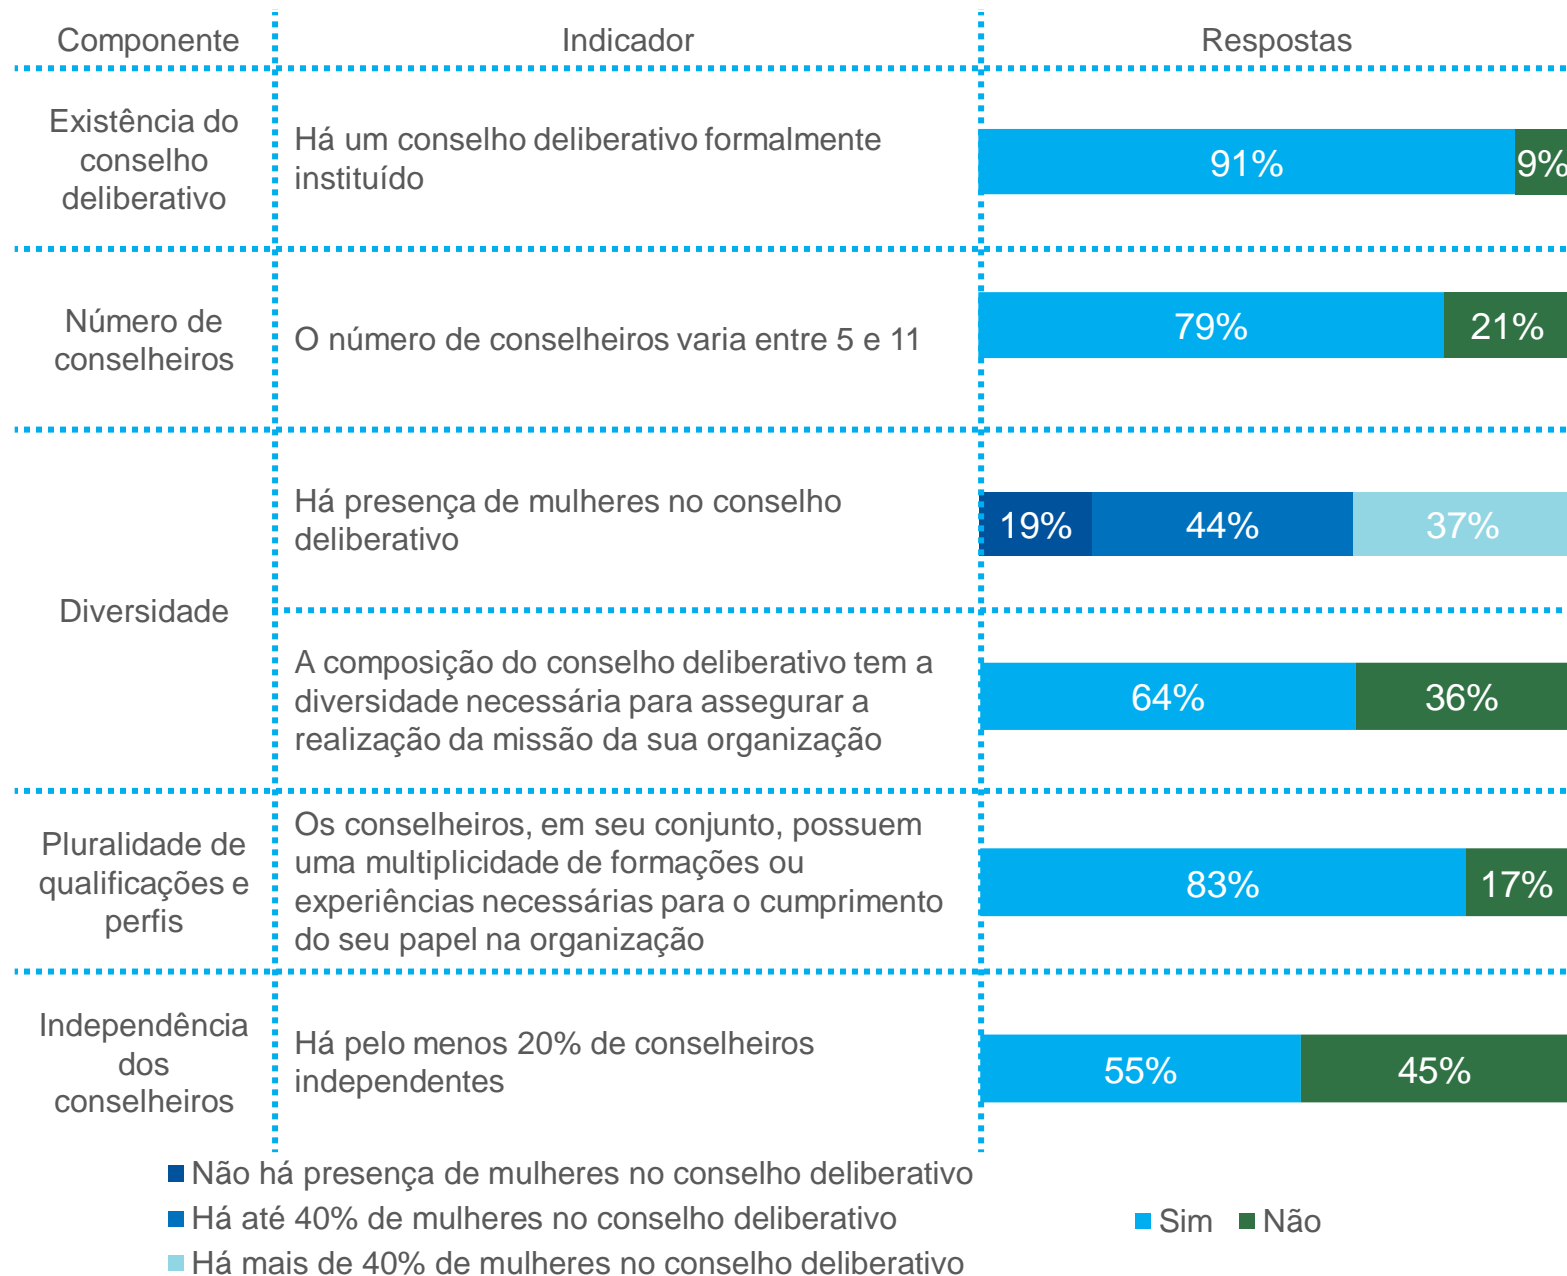 Componente
Indicador
Respostas
Existência do
conselho
deliberativo
Há um conselho deliberativo formalmente
instituído
91%
9%
Número de
conselheiros
O número de conselheiros varia entre 5 e 11
79%
21%
Diversidade
Há presença de mulheres no conselho
deliberativo
19%
44%
37%
A composição do conselho deliberativo tem a
diversidade necessária para assegurar a
realização da missão da sua organização
64%
36%
Pluralidade de
qualificações e
perfis
Os conselheiros, em seu conjunto, possuem
uma multiplicidade de formações ou
experiências necessárias para o cumprimento
do seu papel na organização
83%
17%
Independência
dos
conselheiros
Há pelo menos 20% de conselheiros
independentes
55%
45%
Não há presença de mulheres no conselho deliberativo
Há até 40% de mulheres no conselho deliberativo
Há mais de 40% de mulheres no conselho deliberativo
Sim
Não